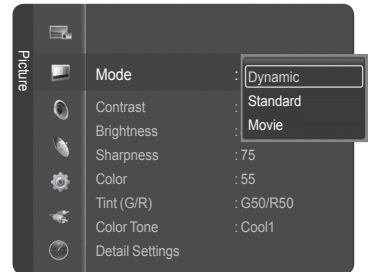 Picture
Mode : Dynamic
Standard
Contrast :
Movie
Brightness :
Sharpness : 75
Color : 55
Tint (G/R) : G50/R50
Color Tone : Cool1
Detail Settings